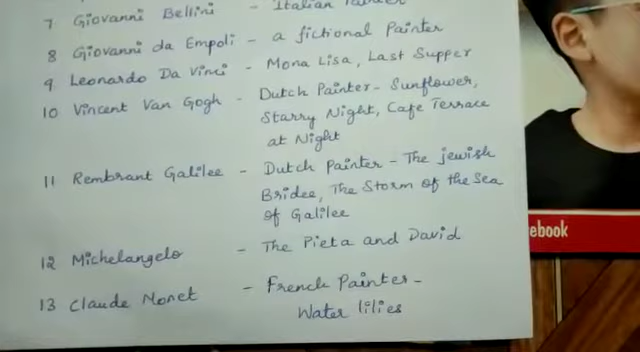 7 Giovanni Bellini - Italian Painter
8 Giovanni da Empoli - a fictional Painter
9 Leonardo Da Vinci - Mona Lisa, Last Supper
10 Vincent Van Gogh - Dutch Painter - Sunflower,
Starry Night, Cafe Terrace
at Night
11 Rembrant Galilee - Dutch Painter - The jewish
Bridee, The Storm of the Sea
of Galilee
12 Michelangelo - The Pieta and David
13 Claude Monet - French Painter -
Water lilies
ebook